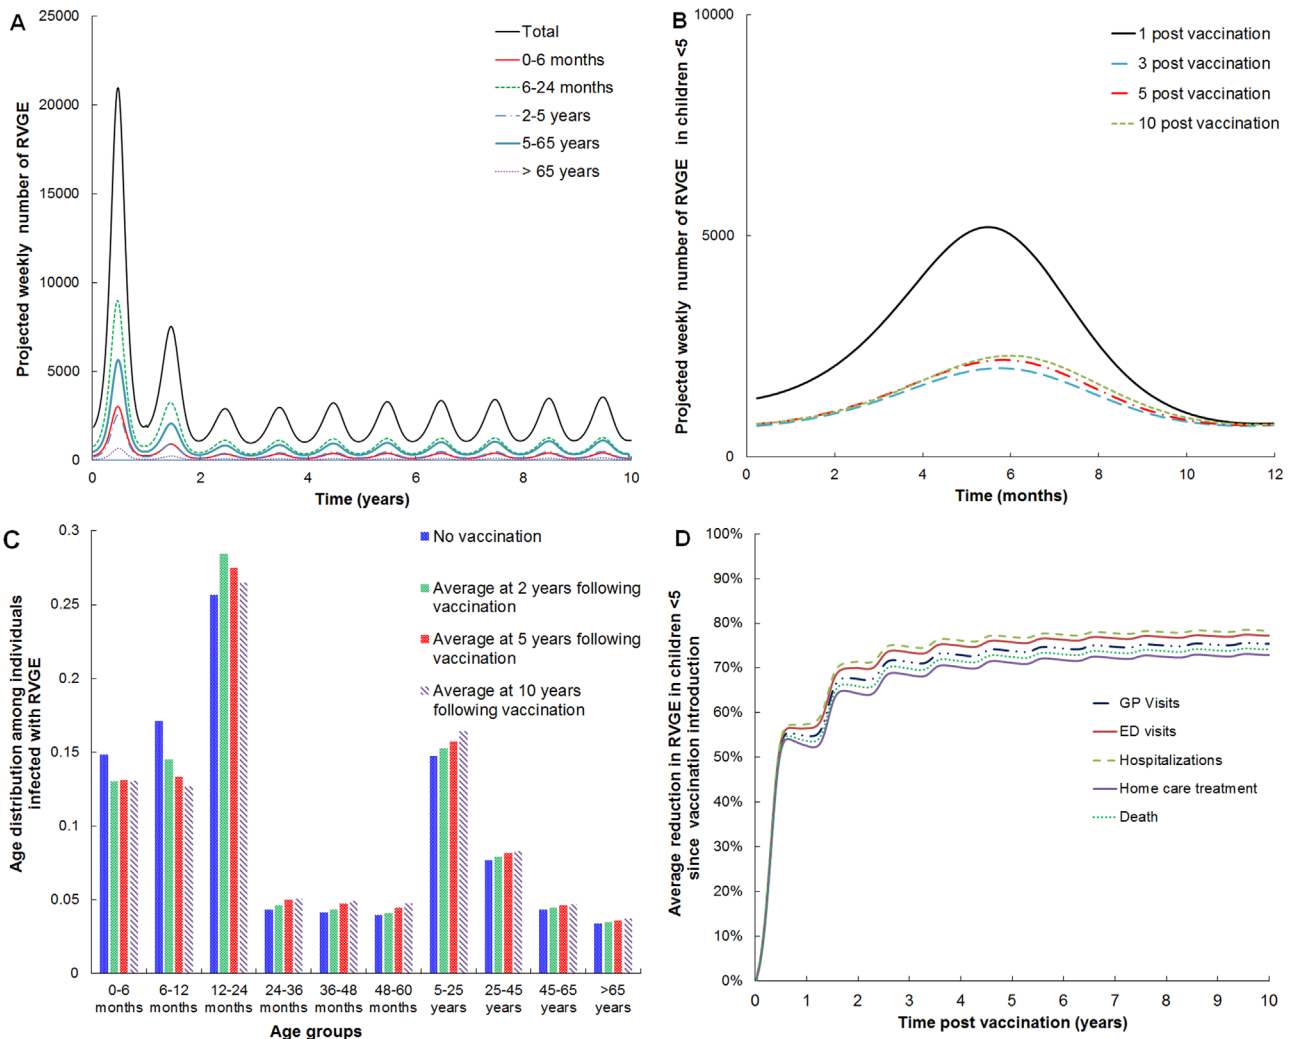 A
Projected weekly number of RVGE
25000
20000
15000
10000
5000
0
0 2 4 6 8 10
Time (years)
Total
0-6 months
6-24 months
2-5 years
5-65 years
> 65 years
B
Projected weekly number of RVGE in children <5
10000
5000
0
0 2 4 6 8 10 12
Time (months)
1 post vaccination
3 post vaccination
5 post vaccination
10 post vaccination
C
Age distribution among individuals
infected with RVGE
0.3
0.25
0.2
0.15
0.1
0.05
0
0-6 6-12 12-24 24-36 36-48 48-60 5-25 25-45 45-65 >65
months months months months months months years years years years
Age groups
No vaccination
Average at 2 years following
vaccination
Average at 5 years following
vaccination
Average at 10 years
following vaccination
D
Average reduction in RVGE in children <5
since vaccination introduction
100%
90%
80%
70%
60%
50%
40%
30%
20%
10%
0%
0 1 2 3 4 5 6 7 8 9 10
Time post vaccination (years)
GP Visits
ED visits
Hospitalizations
Home care treatment
Death